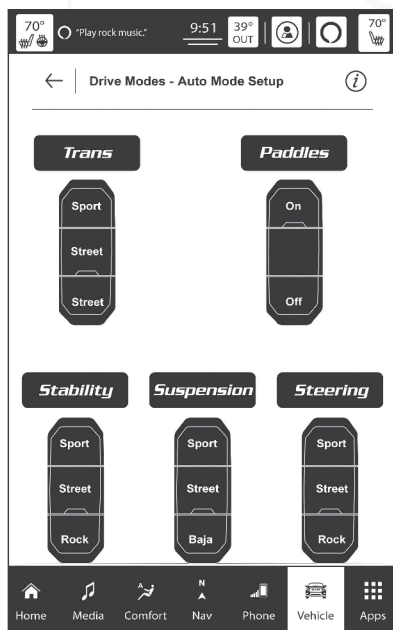 70° "Play rock music." 9:51 39° OUT 70°
Drive Modes - Auto Mode Setup i
Trans Paddles
Sport On
Street
Street Off
Stability Suspension Steering
Sport Sport Sport
Street Street Street
Rock Baja Rock
A N
Home Media Comfort Nav Phone Vehicle Apps